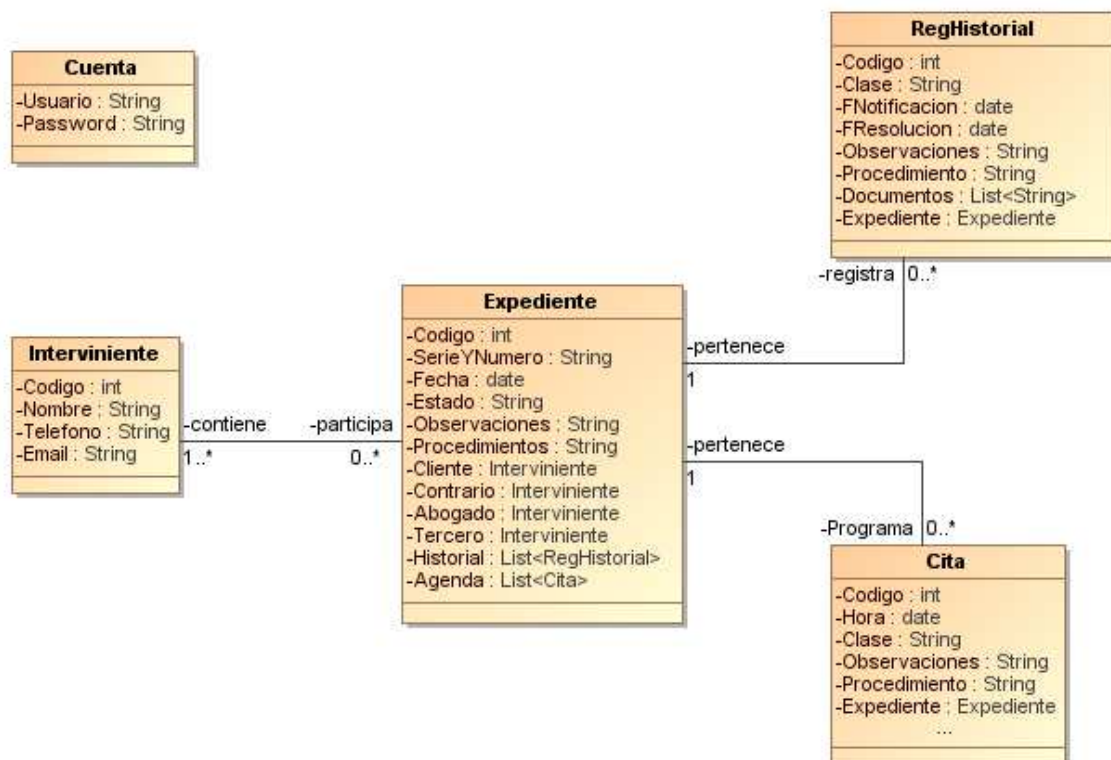 Cuenta
-Usuario : String
-Password : String
RegHistorial
-Codigo : int
-Clase : String
-FNotificacion : date
-FResolucion : date
-Observaciones : String
-Procedimiento : String
-Documentos : List<String>
-Expediente : Expediente
-registra 0..*
Interviniente
-Codigo : int
-Nombre : String
-Telefono : String
-Email : String
-contiene
1..*
-participa
0..*
Expediente
-Codigo : int
-SerieYNumero : String
-Fecha : date
-Estado : String
-Observaciones : String
-Procedimientos : String
-Cliente : Interviniente
-Contrario : Interviniente
-Abogado : Interviniente
-Tercero : Interviniente
-Historial : List<RegHistorial>
-Agenda : List<Cita>
-pertenece
1
-pertenece
1
-Programa 0..*
Cita
-Codigo : int
-Hora : date
-Clase : String
-Observaciones : String
-Procedimiento : String
-Expediente : Expediente
...